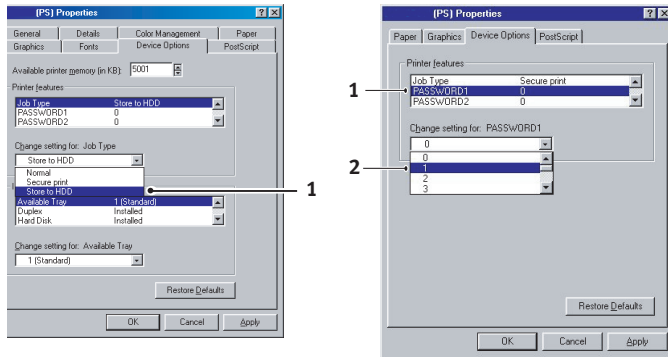 (PS) Properties
General Details Color Management Paper
Graphics Fonts Device Options PostScript
Available printer memory (in KB): 5001
Printer features
Job Type Store to HDD
PASSWORD1 0
PASSWORD2 0
Change setting for: Job Type
Store to HDD
Normal
Secure print
Store to HDD
1
Available Tray 1 (Standard)
Duplex Installed
Hard Disk Installed
Change setting for: Available Tray
1 (Standard)
Restore Defaults
OK Cancel Apply
(PS) Properties
Paper Graphics Device Options PostScript
Printer features
Job Type Secure print
1
PASSWORD1 0
PASSWORD2 0
Change setting for: PASSWORD1
0
0
2
1
2
3
Restore Defaults
OK Cancel Apply